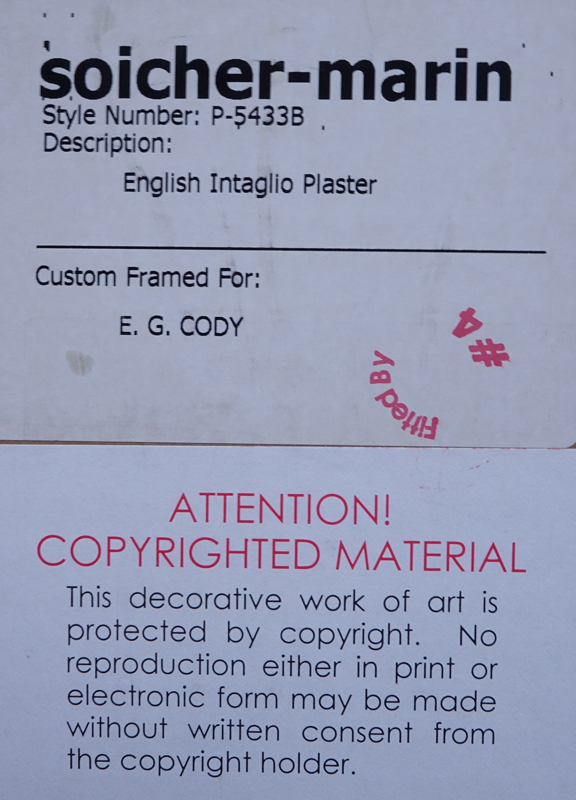 soicher-marin
Style Number: P-5433B
Description:
English Intaglio Plaster
Custom Framed For:
E. G. CODY
#4
Fitted By
ATTENTION!
COPYRIGHTED MATERIAL
This decorative work of art is
protected by copyright. No
reproduction either in print or
electronic form may be made
without written consent from
the copyright holder.